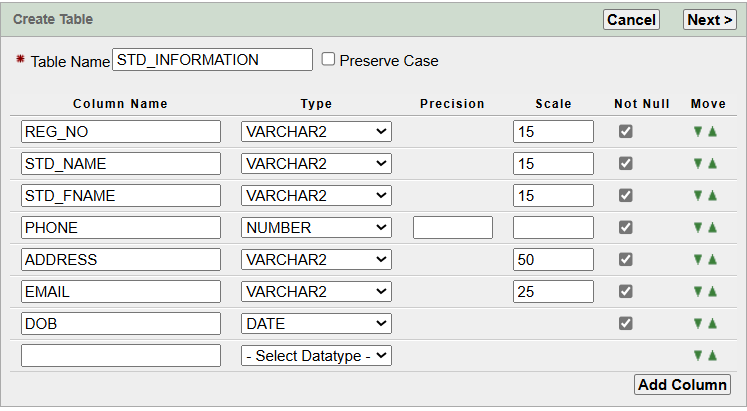 Create Table Cancel Next >
* Table Name STD_INFORMATION Preserve Case
Column Name Type Precision Scale Not Null Move
REG_NO VARCHAR2 15
STD_NAME VARCHAR2 15
STD_FNAME VARCHAR2 15
PHONE NUMBER
ADDRESS VARCHAR2 50
EMAIL VARCHAR2 25
DOB DATE
- Select Datatype -
Add Column